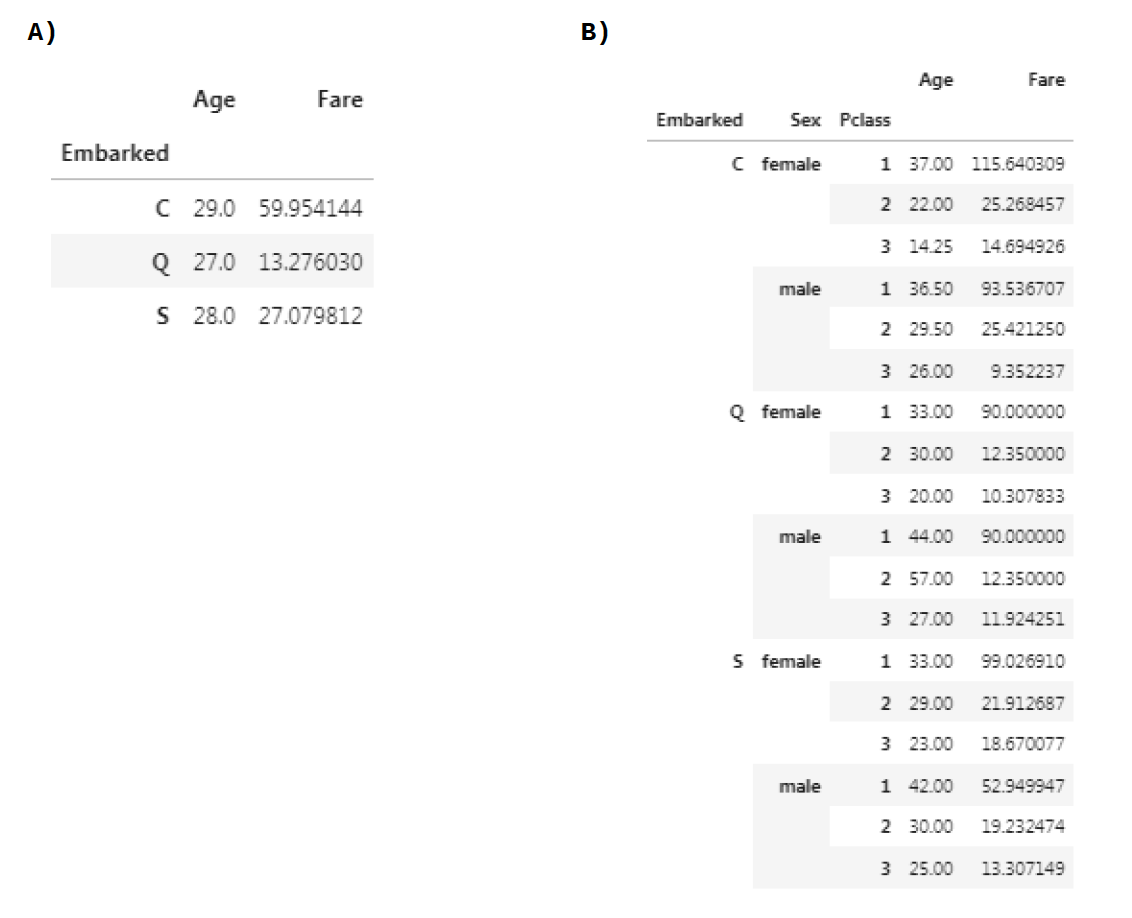 A)
Age Fare
Embarked
C 29.0 59.954144
Q 27.0 13.276030
S 28.0 27.079812
B)
Age Fare
Embarked Sex Pclass
C female 1 37.00 115.640309
2 22.00 25.268457
3 14.25 14.694926
male 1 36.50 93.536707
2 29.50 25.421250
3 26.00 9.352237
Q female 1 33.00 90.000000
2 30.00 12.350000
3 20.00 10.307833
male 1 44.00 90.000000
2 57.00 12.350000
3 27.00 11.924251
S female 1 33.00 99.026910
2 29.00 21.912687
3 23.00 18.670077
male 1 42.00 52.949947
2 30.00 19.232474
3 25.00 13.307149